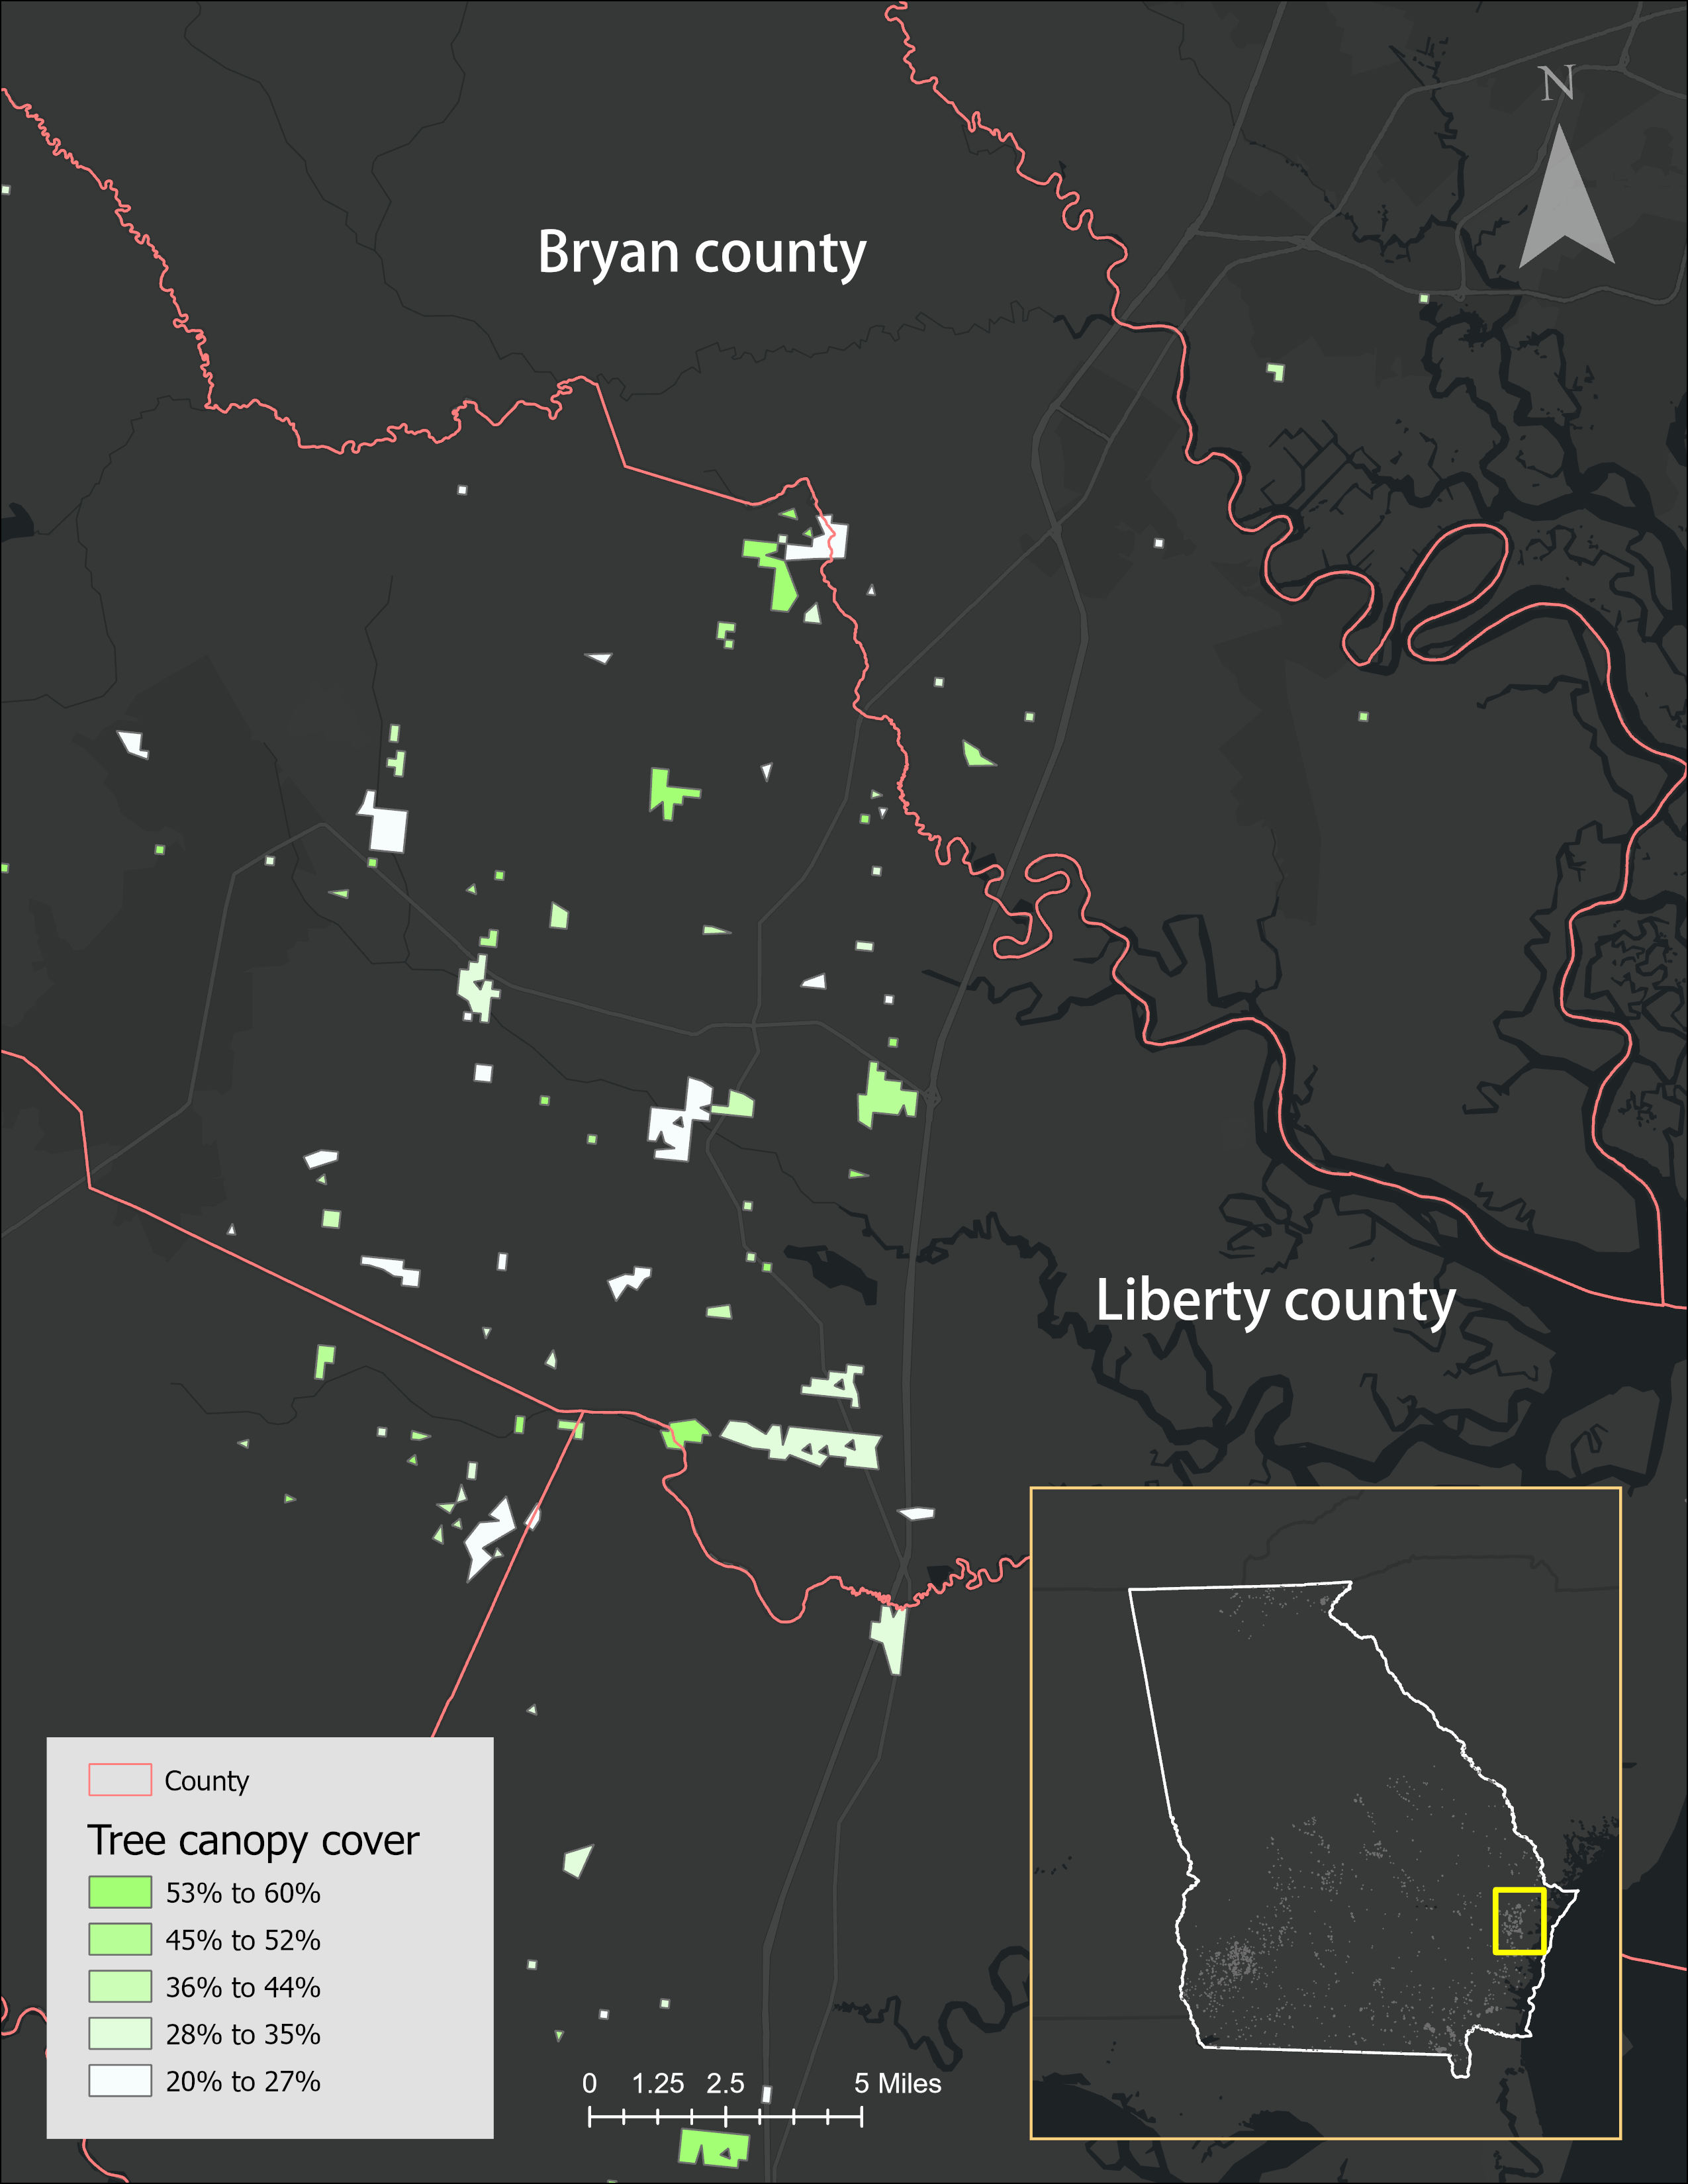 N
Bryan county
Liberty county
County
Tree canopy cover
53% to 60%
45% to 52%
36% to 44%
28% to 35%
20% to 27%
0 1.25 2.5 5 Miles